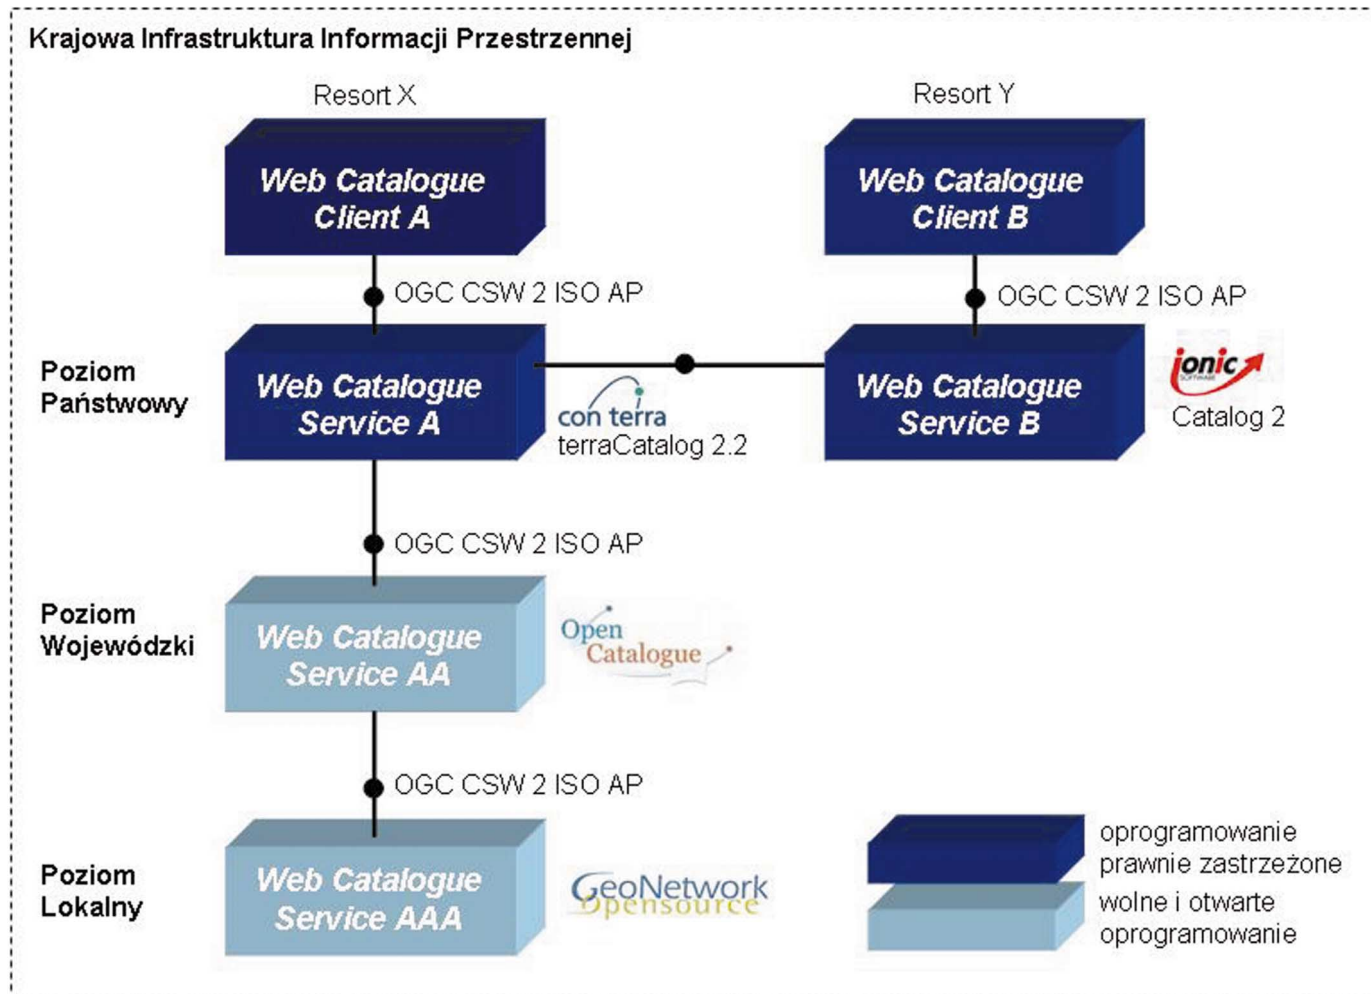 Krajowa Infrastruktura Informacji Przestrzennej
Resort X
Resort Y
Web Catalogue
Client A
Web Catalogue
Client B
OGC CSW 2 ISO AP
OGC CSW 2 ISO AP
Poziom
Państwowy
Web Catalogue
Service A
con terra
terraCatalog 2.2
Web Catalogue
Service B
ionic
SOFTWARE
Catalog 2
OGC CSW 2 ISO AP
Poziom
Wojewódzki
Web Catalogue
Service AA
Open
Catalogue
OGC CSW 2 ISO AP
Poziom
Lokalny
Web Catalogue
Service AAA
GeoNetwork
Opensource
oprogramowanie
prawnie zastrzeżone
wolne i otwarte
oprogramowanie